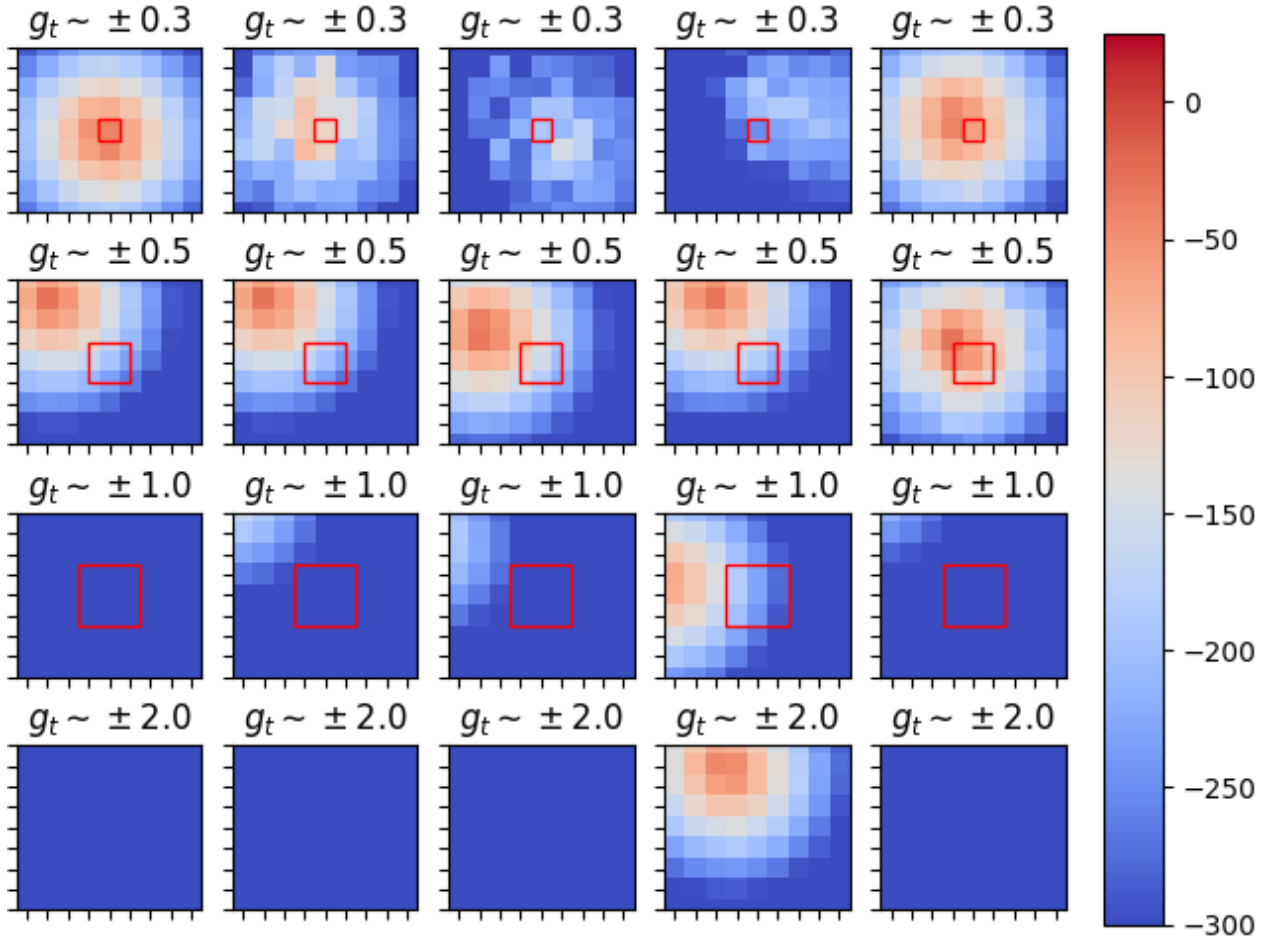 g_t ~ ± 0.3 g_t ~ ± 0.3 g_t ~ ± 0.3 g_t ~ ± 0.3 g_t ~ ± 0.3
0
−50
g_t ~ ± 0.5 g_t ~ ± 0.5 g_t ~ ± 0.5 g_t ~ ± 0.5 g_t ~ ± 0.5
−100
g_t ~ ± 1.0 g_t ~ ± 1.0 g_t ~ ± 1.0 g_t ~ ± 1.0 g_t ~ ± 1.0
−150
−200
g_t ~ ± 2.0 g_t ~ ± 2.0 g_t ~ ± 2.0 g_t ~ ± 2.0 g_t ~ ± 2.0
−250
−300